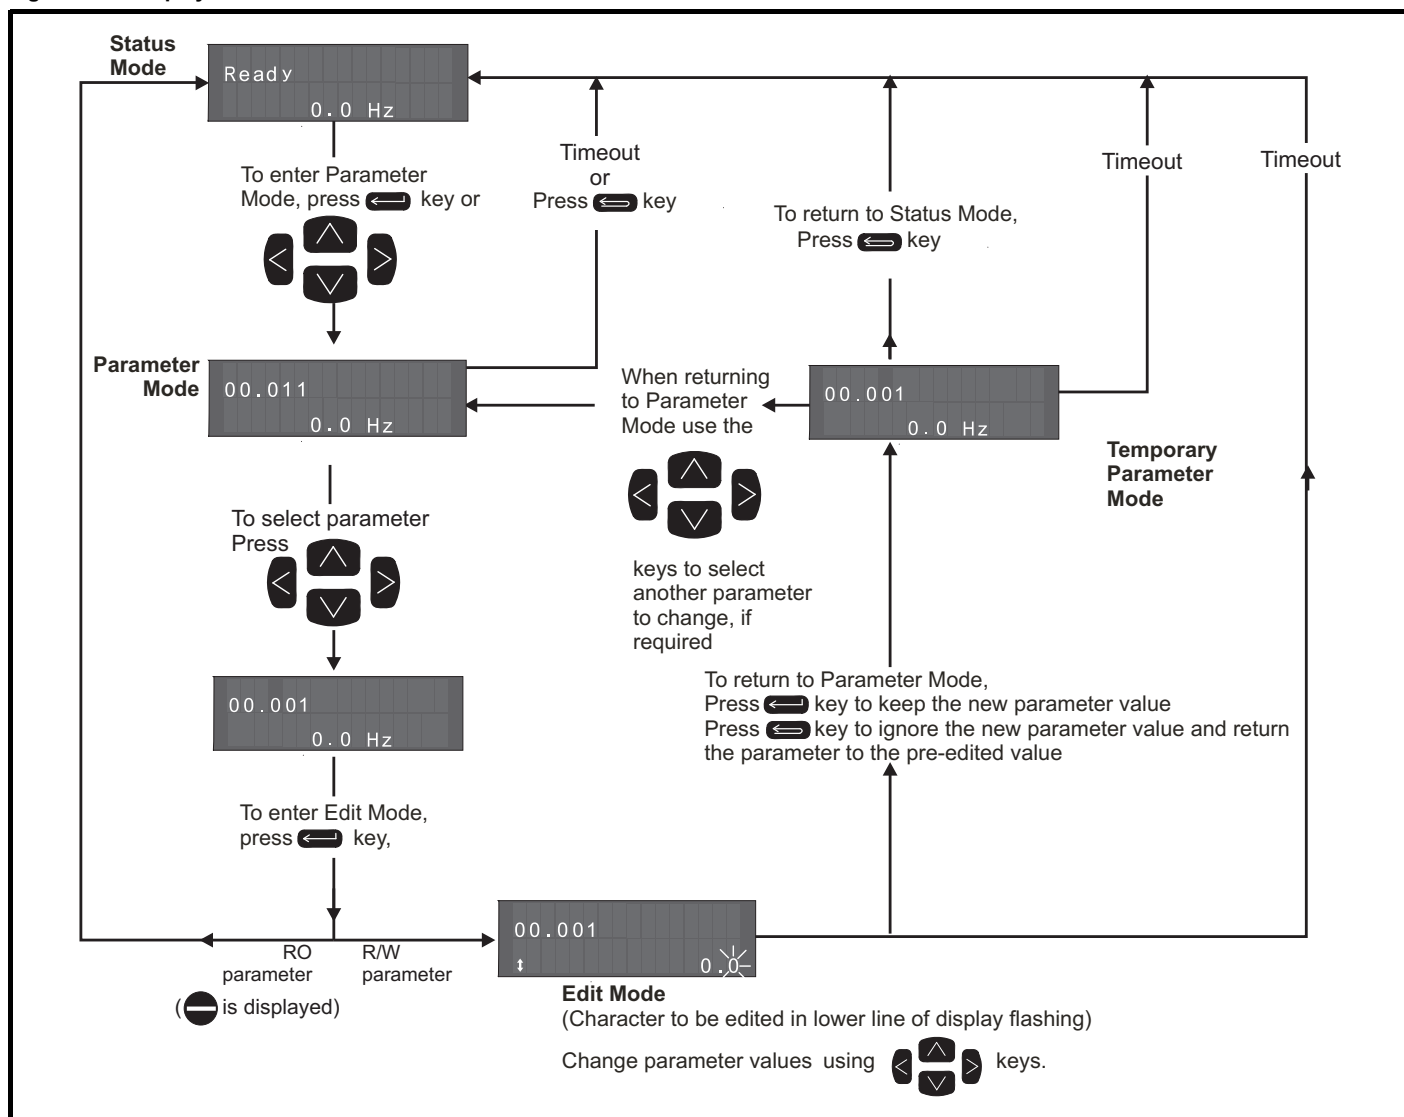 Status
Mode
Ready
0.0 Hz
To enter Parameter
Mode, press key or
Timeout
or
Press key
To return to Status Mode,
Press key
Timeout
Timeout
Parameter
Mode
00.011
0.0 Hz
When returning
to Parameter
Mode use the
keys to select
another parameter
to change, if
required
00.001
0.0 Hz
Temporary
Parameter
Mode
To select parameter
Press
00.001
0.0 Hz
To return to Parameter Mode,
Press key to keep the new parameter value
Press key to ignore the new parameter value and return
the parameter to the pre-edited value
To enter Edit Mode,
press key,
RO
parameter
(is displayed)
R/W
parameter
00.001
0.0
Edit Mode
(Character to be edited in lower line of display flashing)
Change parameter values using keys.